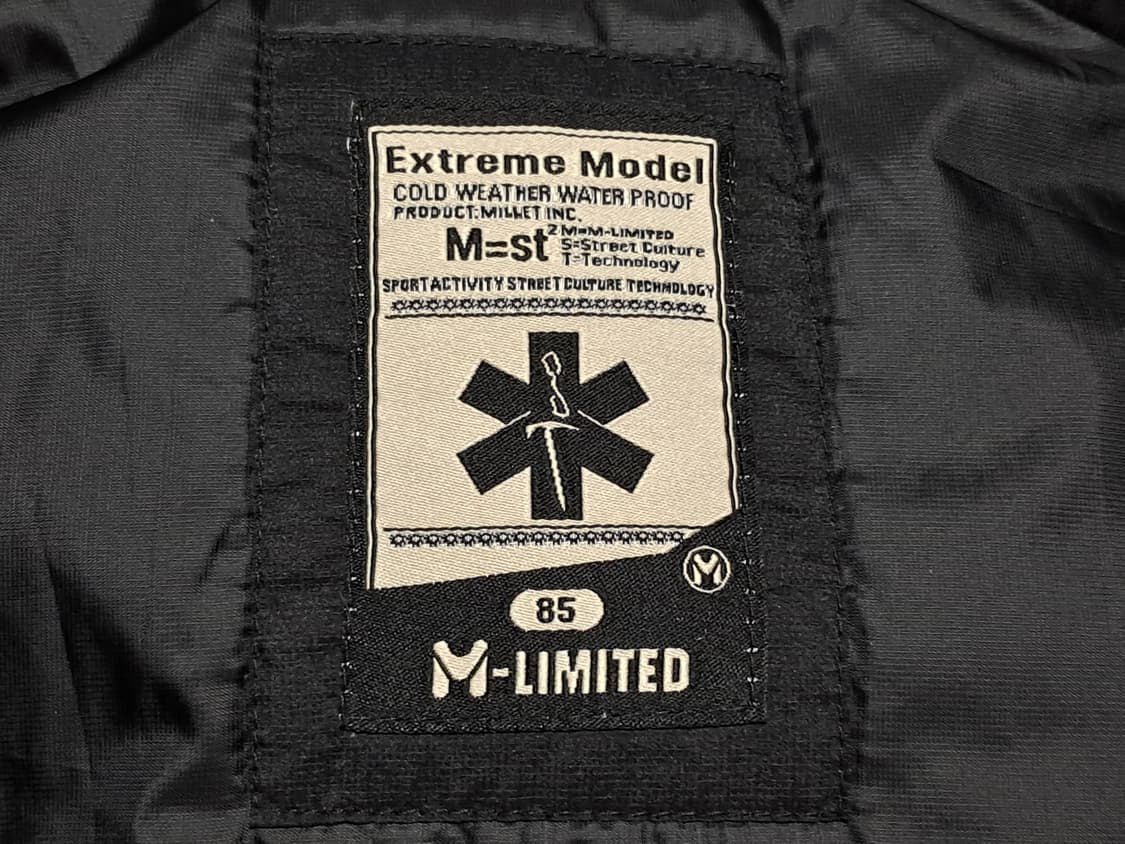 Extreme Model
COLD WEATHER WATER PROOF
PRODUCT:MILLET INC.
M=st²
M=M-LIMITED
S=Street Culture
T=Technology
SPORT ACTIVITY STREET CULTURE TECHNOLOGY
M
85
M-LIMITED